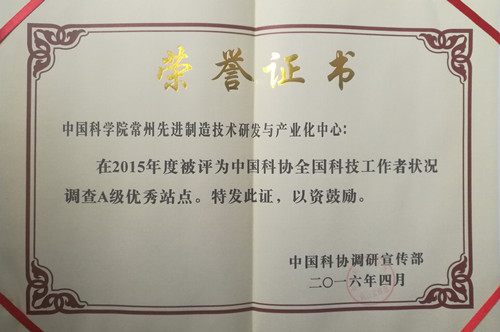 荣誉证书
中国科学院常州先进制造技术研发与产业化中心:
在2015年度被评为中国科协全国科技工作者状况
调查A级优秀站点。特发此证，以资鼓励。
中国科协调研宣传部
二〇一六年四月